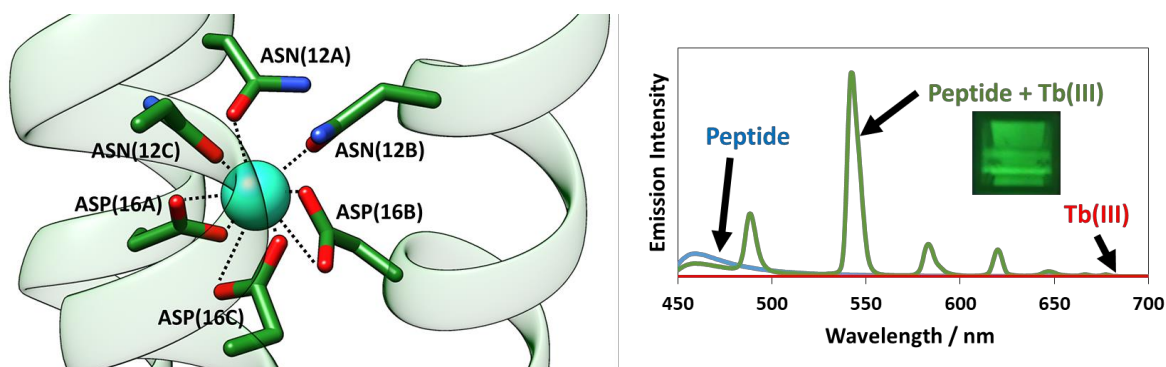 ASN(12A)
ASN(12C)
ASN(12B)
ASP(16A)
ASP(16B)
ASP(16C)
Emission Intensity
Peptide
Peptide + Tb(III)
Tb(III)
450
500
550
600
650
700
Wavelength / nm